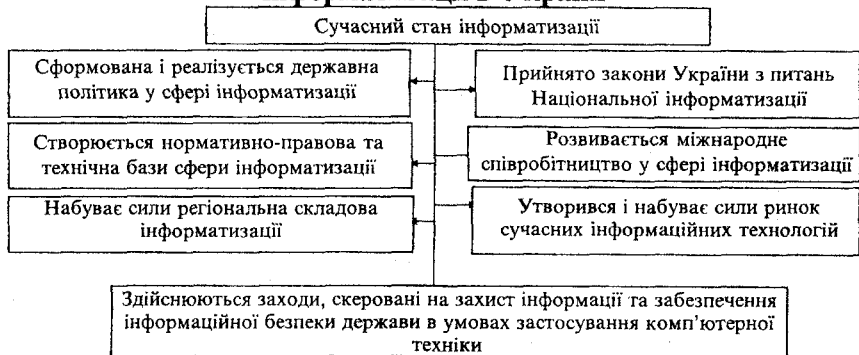 Сучасний стан інформатизації
Сформована і реалізується державна
політика у сфері інформатизації
Прийнято закони України з питань
Національної інформатизації
Створюється нормативно-правова та
технічна бази сфери інформатизації
Розвивається міжнародне
співробітництво у сфері інформатизації
Набуває сили регіональна складова
інформатизації
Утворився і набуває сили ринок
сучасних інформаційних технологій
Здійснюються заходи, скеровані на захист інформації та забезпечення
інформаційної безпеки держави в умовах застосування комп'ютерної
техніки